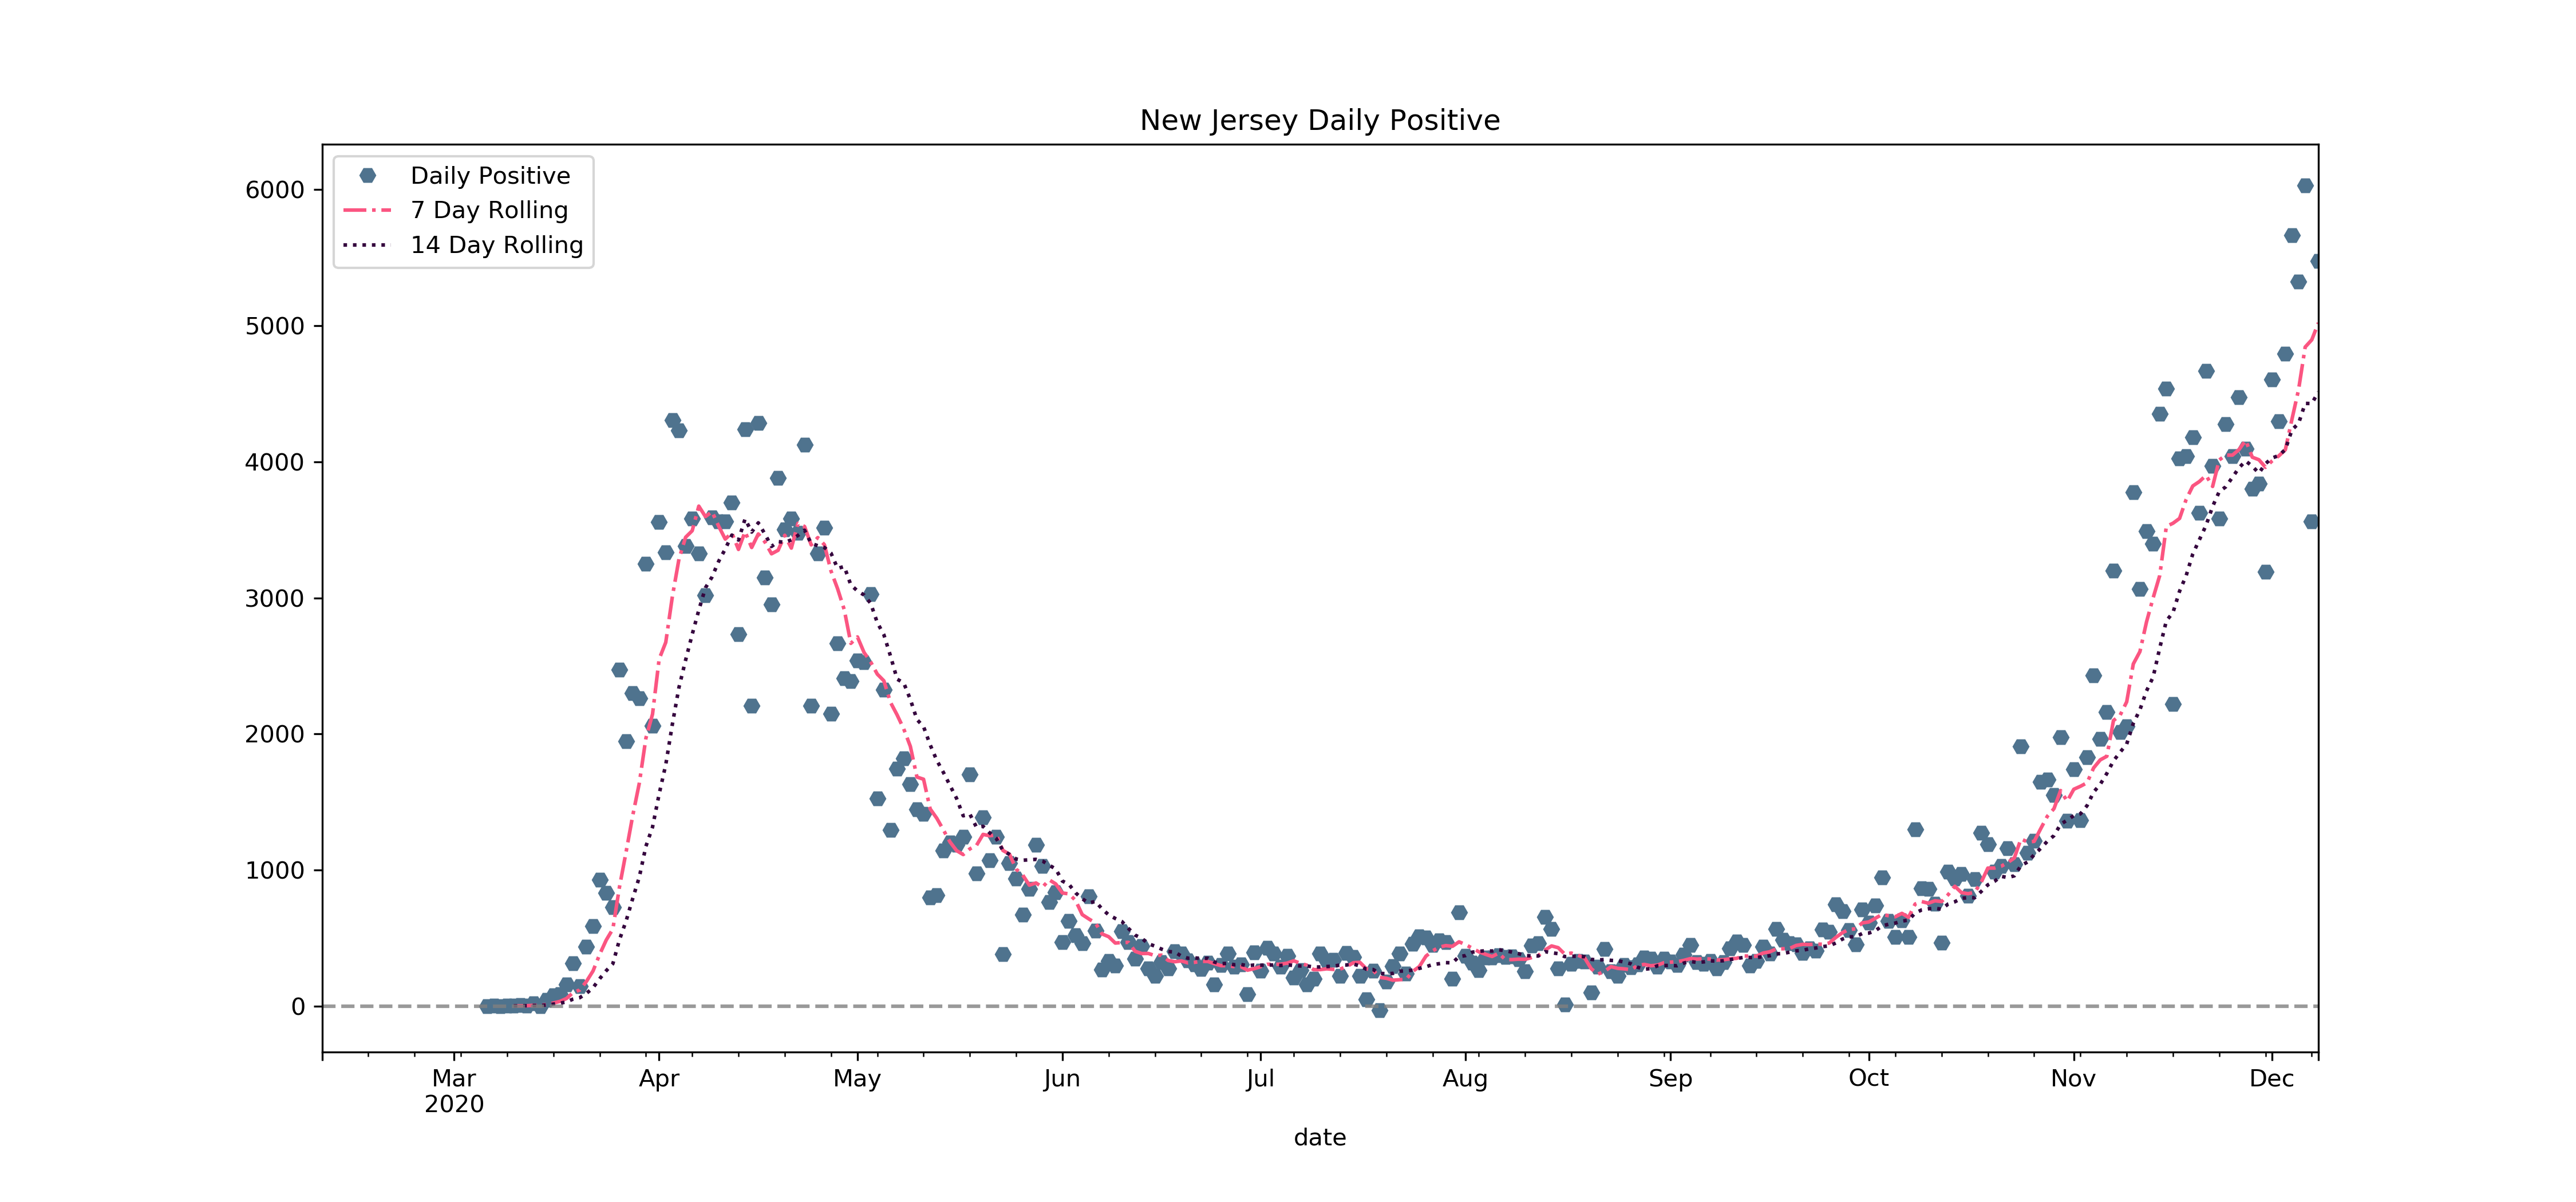 New Jersey Daily Positive
Daily Positive
7 Day Rolling
14 Day Rolling
6000
5000
4000
3000
2000
1000
0
Mar Apr May Jun Jul Aug Sep Oct Nov Dec
2020
date